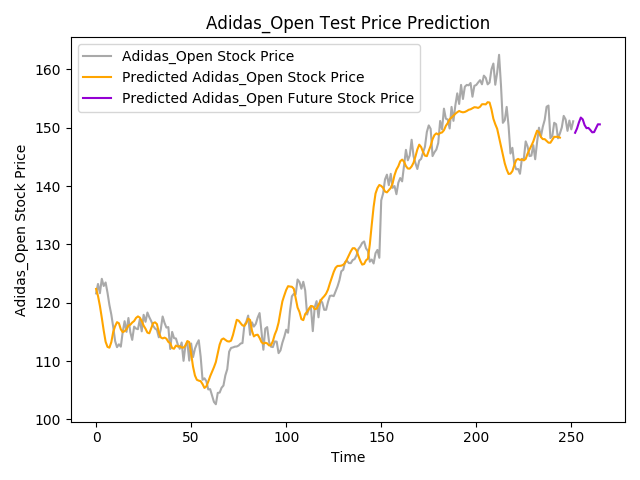 Adidas_Open Test Price Prediction
Adidas_Open Stock Price
Predicted Adidas_Open Stock Price
Predicted Adidas_Open Future Stock Price
Adidas_Open Stock Price
160
150
140
130
120
110
100
0 50 100 150 200 250
Time